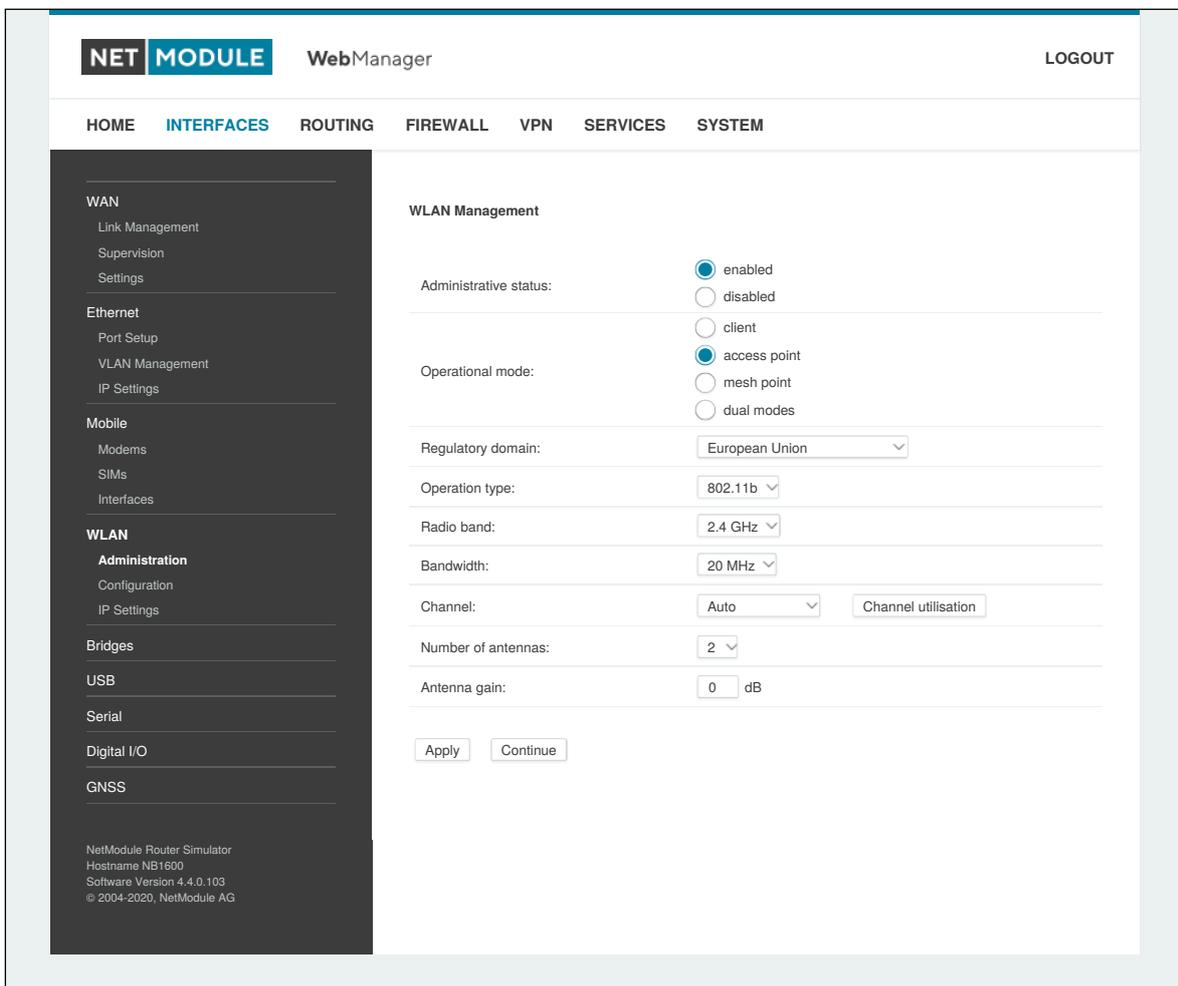 NET MODULE WebManager LOGOUT
HOME INTERFACES ROUTING FIREWALL VPN SERVICES SYSTEM
WAN
Link Management
Supervision
Settings
Ethernet
Port Setup
VLAN Management
IP Settings
Mobile
Modems
SIMs
Interfaces
WLAN
Administration
Configuration
IP Settings
Bridges
USB
Serial
Digital I/O
GNSS
NetModule Router Simulator
Hostname NB1600
Software Version 4.4.0.103
© 2004-2020, NetModule AG
WLAN Management
Administrative status:
enabled
disabled
Operational mode:
client
access point
mesh point
dual modes
Regulatory domain: European Union
Operation type: 802.11b
Radio band: 2.4 GHz
Bandwidth: 20 MHz
Channel: Auto Channel utilisation
Number of antennas: 2
Antenna gain: 0 dB
Apply Continue